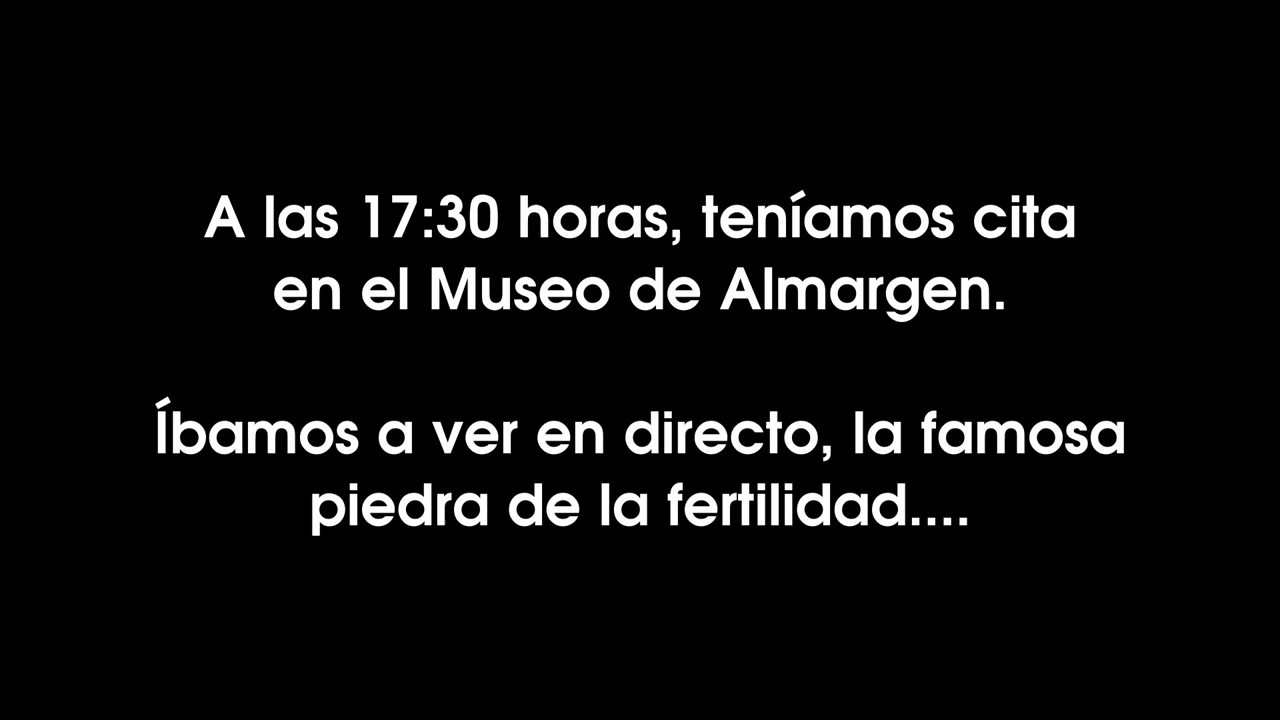 A las 17:30 horas, teníamos cita
en el Museo de Almargen.
Íbamos a ver en directo, la famosa
piedra de la fertilidad....